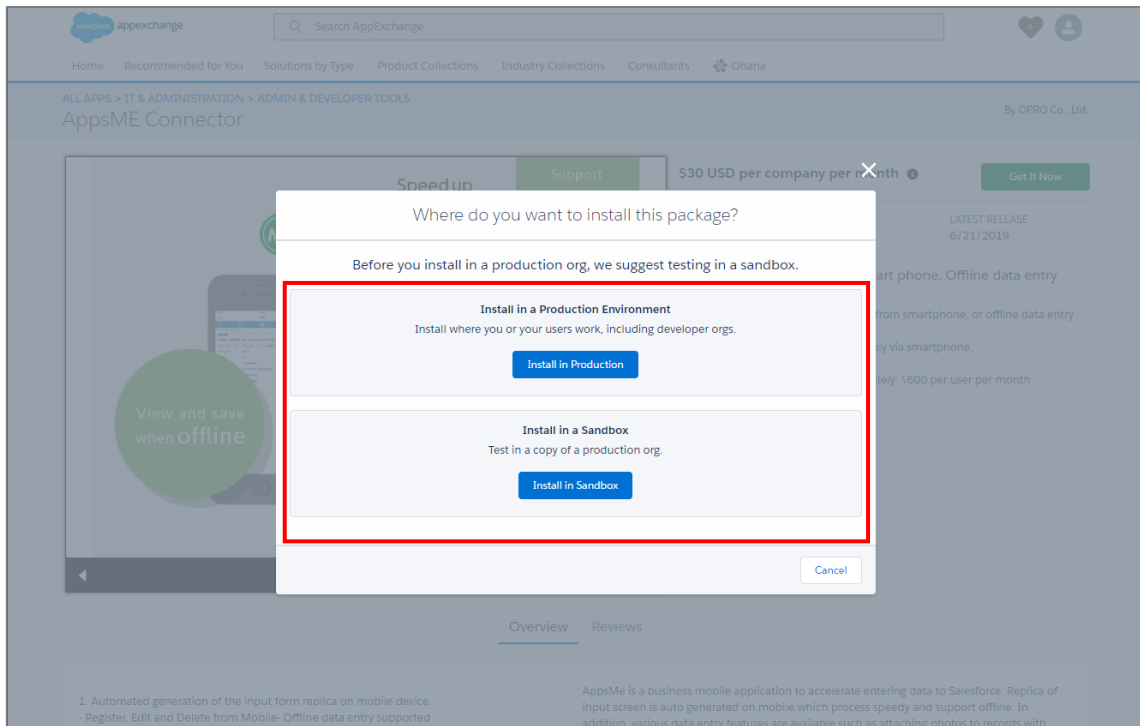 salesforce appexchange
Search AppExchange
Home Recommended for You Solutions by Type Product Collections Industry Collections Consultants Ohana
ALL APPS > IT & ADMINISTRATION > ADMIN & DEVELOPER TOOLS
AppsME Connector
By OPRO Co., Ltd.
Speed up
Support
$30 USD per company per month
Get It Now
LATEST RELEASE
6/21/2019
art phone. Offline data entry
from smartphone, or offline data entry
uy via smartphone.
tely: \600 per user per month
View and save
when offline
Where do you want to install this package?
Before you install in a production org, we suggest testing in a sandbox.
Install in a Production Environment
Install where you or your users work, including developer orgs.
Install in Production
Install in a Sandbox
Test in a copy of a production org.
Install in Sandbox
Cancel
Overview Reviews
1. Automated generation of the input form replica on mobile device.
- Register, Edit and Delete from Mobile- Offline data entry supported
AppsMe is a business mobile application to accelerate entering data to Salesforce. Replica of
input screen is auto generated on mobile which process speedy and support offline. In
addition, various data entry features are available such as attaching photos to records with